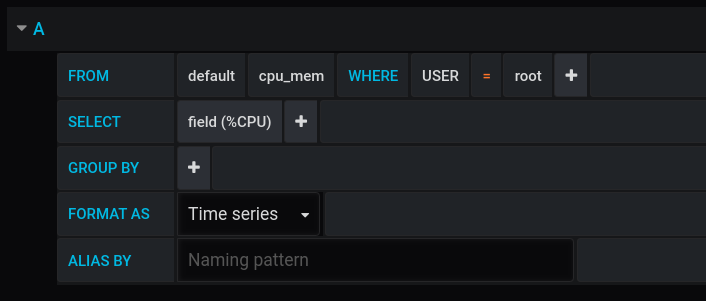 A
FROM default cpu_mem WHERE USER = root +
SELECT field (%CPU) +
GROUP BY +
FORMAT AS Time series
ALIAS BY Naming pattern